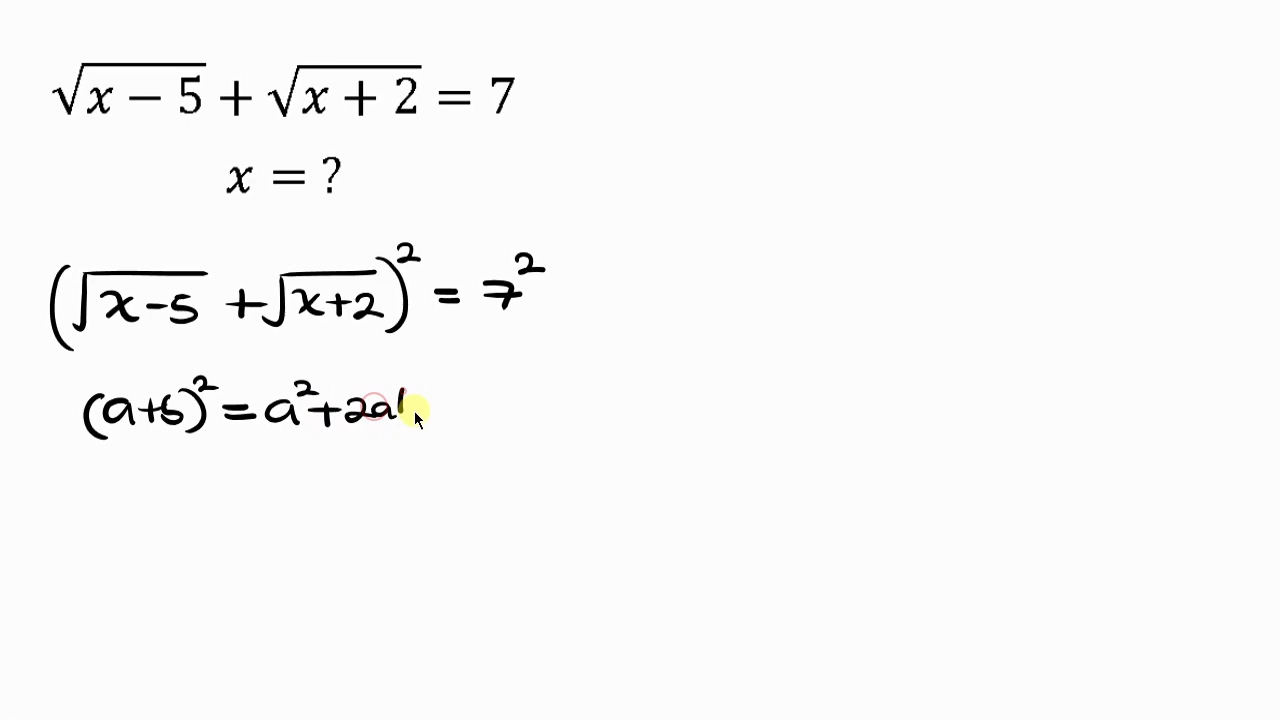 √(x − 5) + √(x + 2) = 7
x = ?
(√(x-5) + √(x+2))² = 7²
(a+b)² = a² + 2a